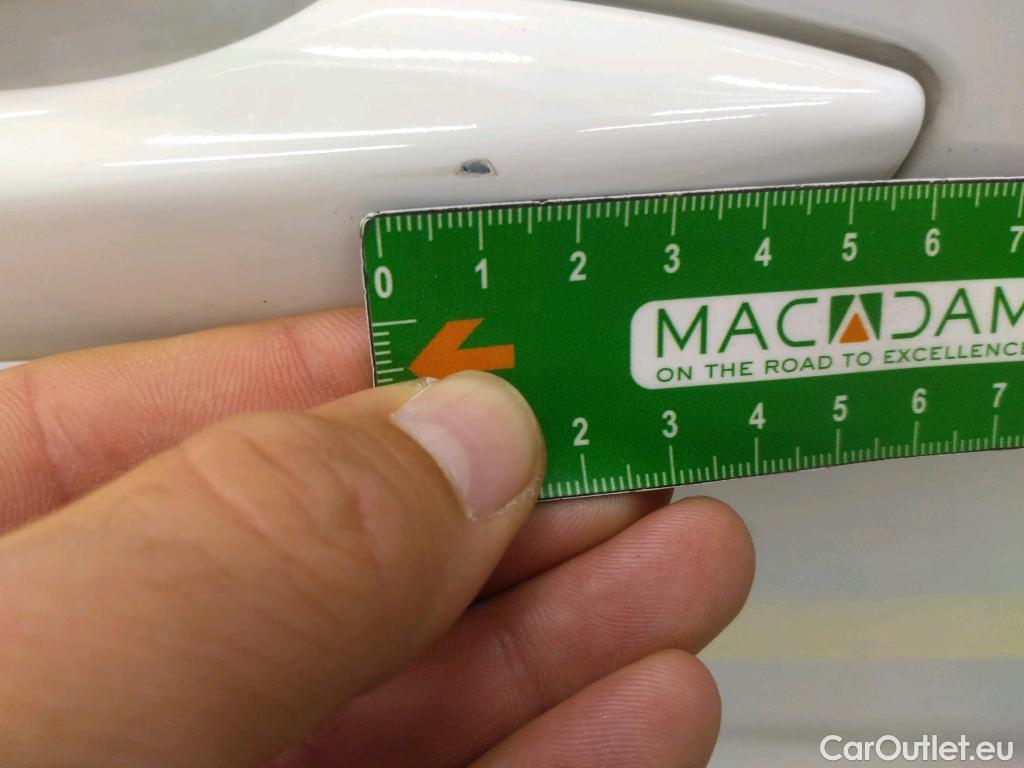 0 1 2 3 4 5 6 7
MACADAM
ON THE ROAD TO EXCELLENCE
2 3 4 5 6 7
CarOutlet.eu